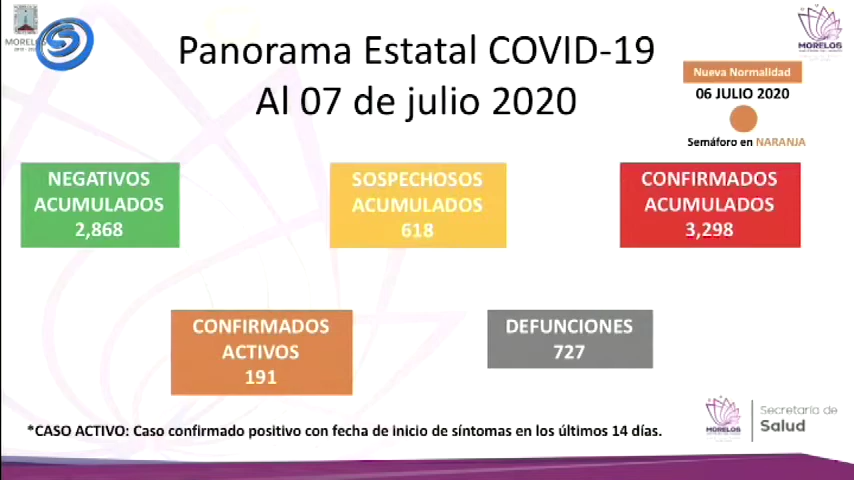 MORELOS
Panorama Estatal COVID-19
Al 07 de julio 2020
MORELOS
Nueva Normalidad
06 JULIO 2020
Semáforo en NARANJA
NEGATIVOS
ACUMULADOS
2,868
SOSPECHOSOS
ACUMULADOS
618
CONFIRMADOS
ACUMULADOS
3,298
CONFIRMADOS
ACTIVOS
191
DEFUNCIONES
727
*CASO ACTIVO: Caso confirmado positivo con fecha de inicio de síntomas en los últimos 14 días.
MORELOS
Secretaría de
Salud